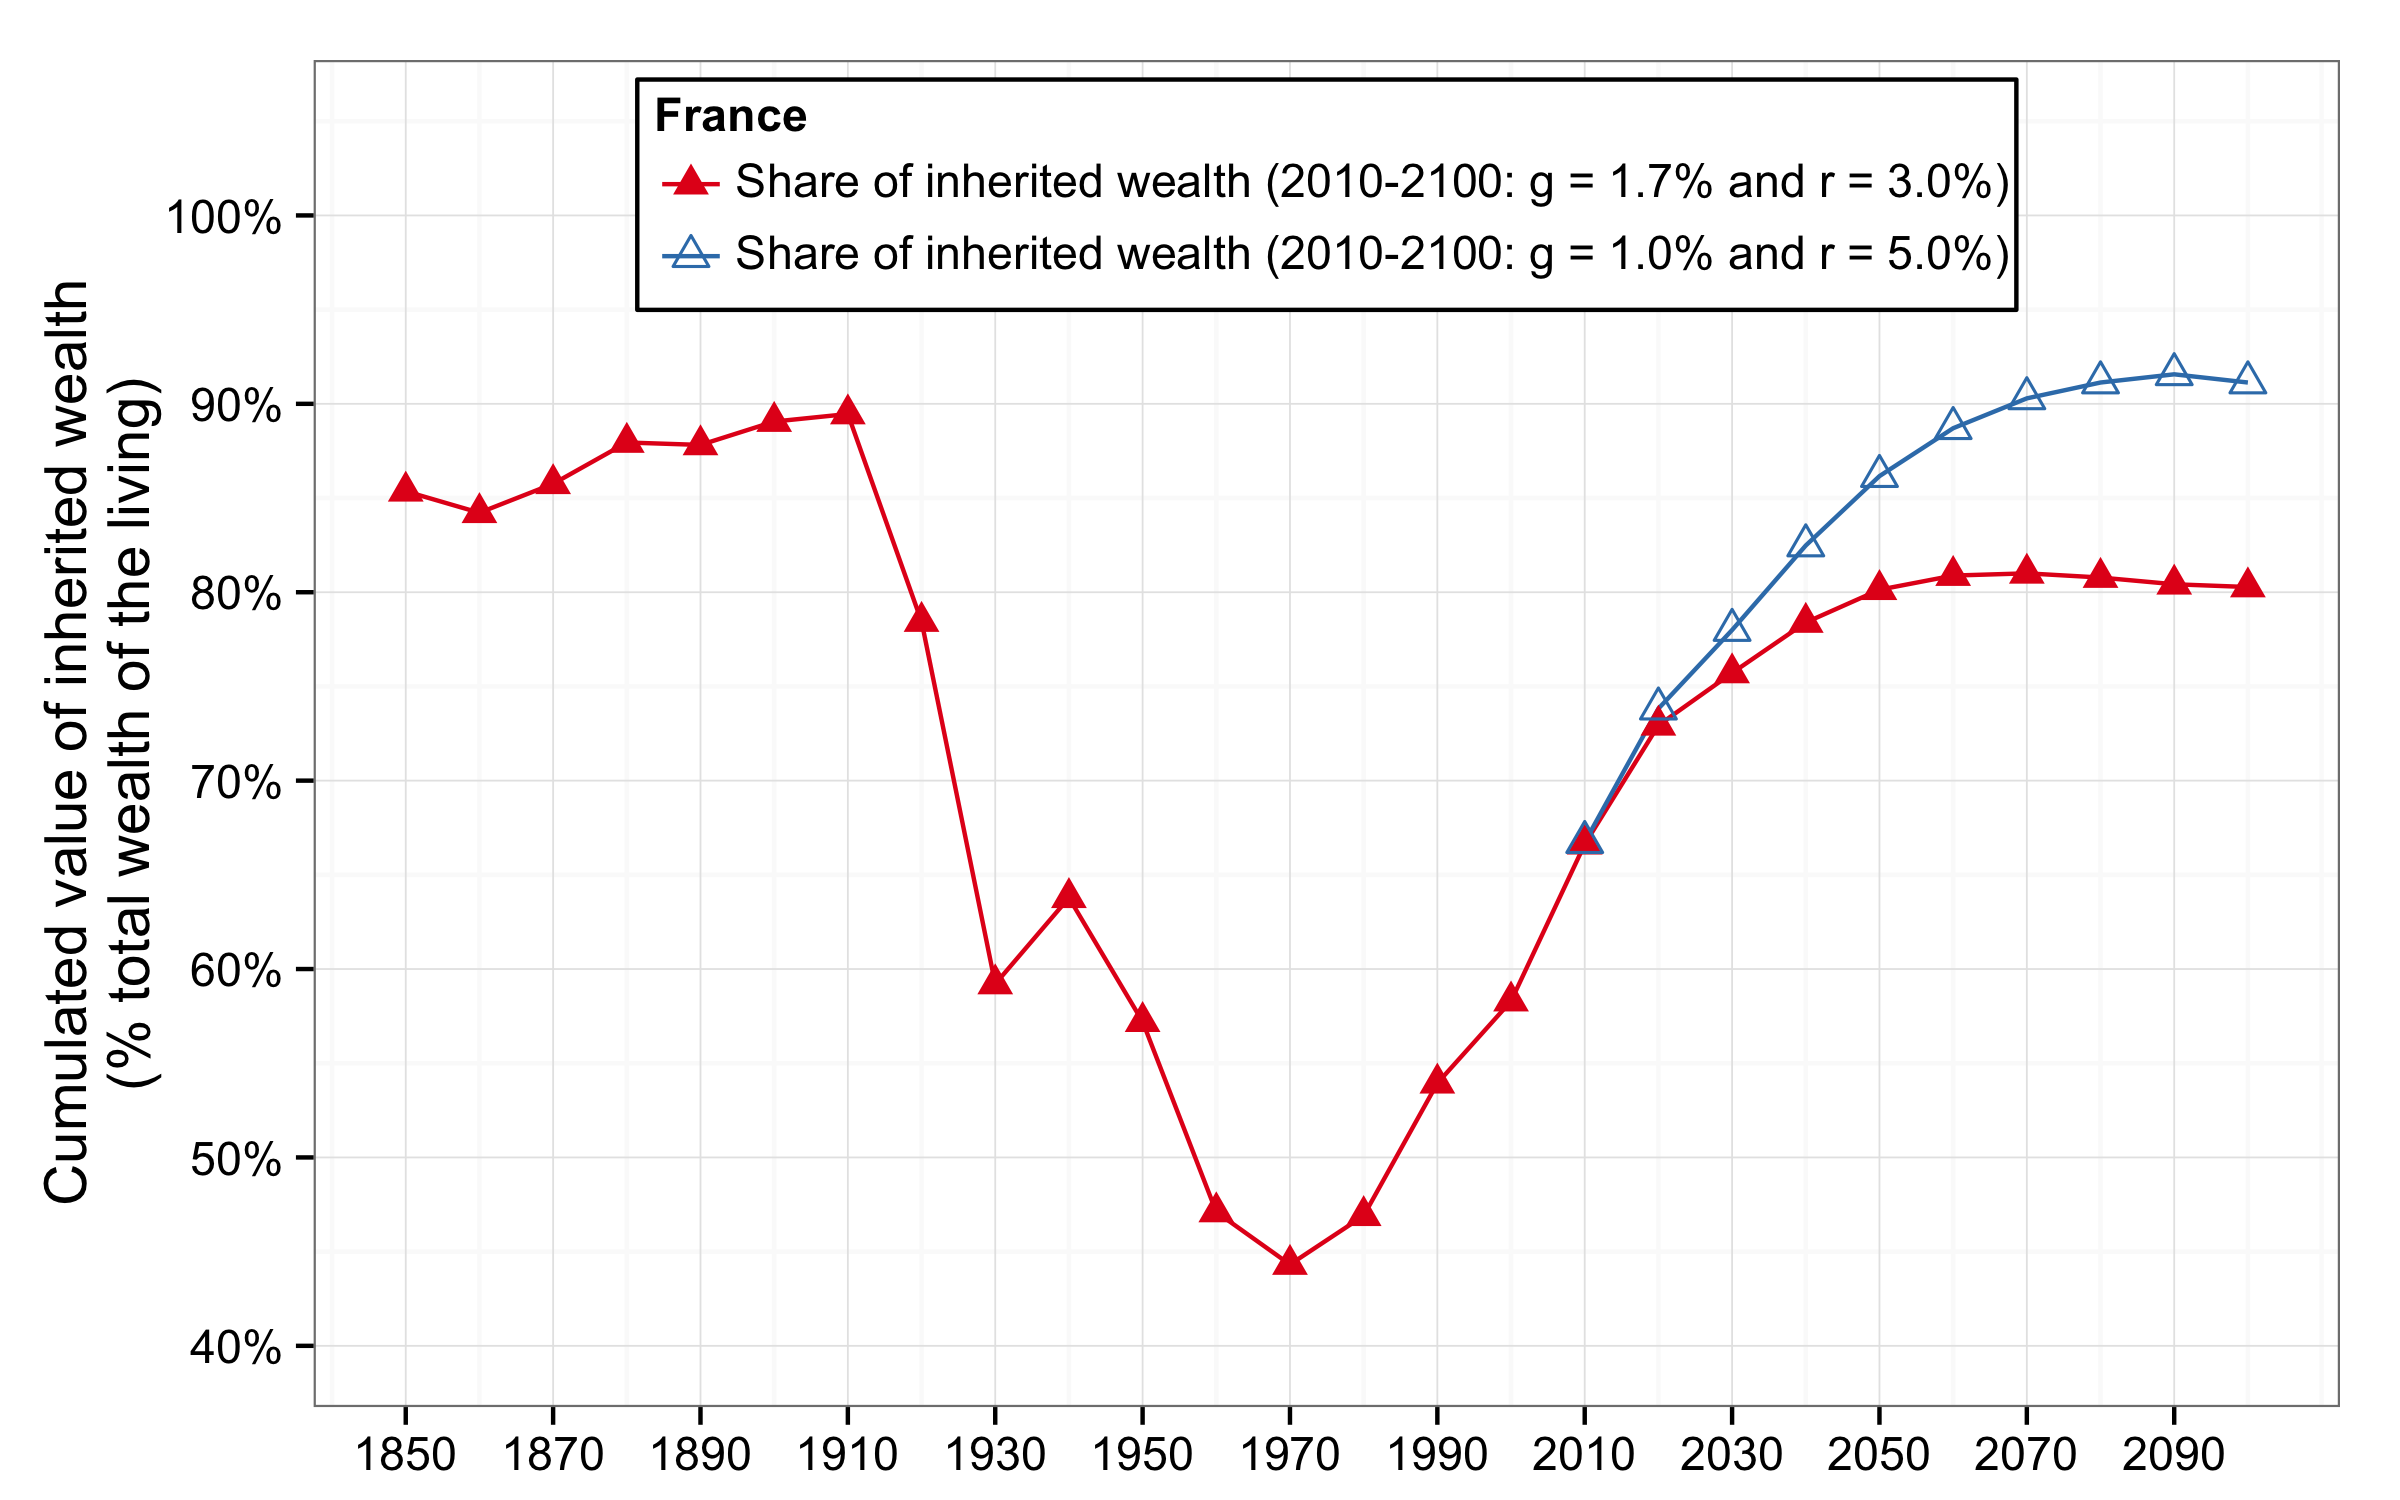 France
Share of inherited wealth (2010-2100: g = 1.7% and r = 3.0%)
Share of inherited wealth (2010-2100: g = 1.0% and r = 5.0%)
Cumulated value of inherited wealth
(% total wealth of the living)
100%
90%
80%
70%
60%
50%
40%
1850 1870 1890 1910 1930 1950 1970 1990 2010 2030 2050 2070 2090